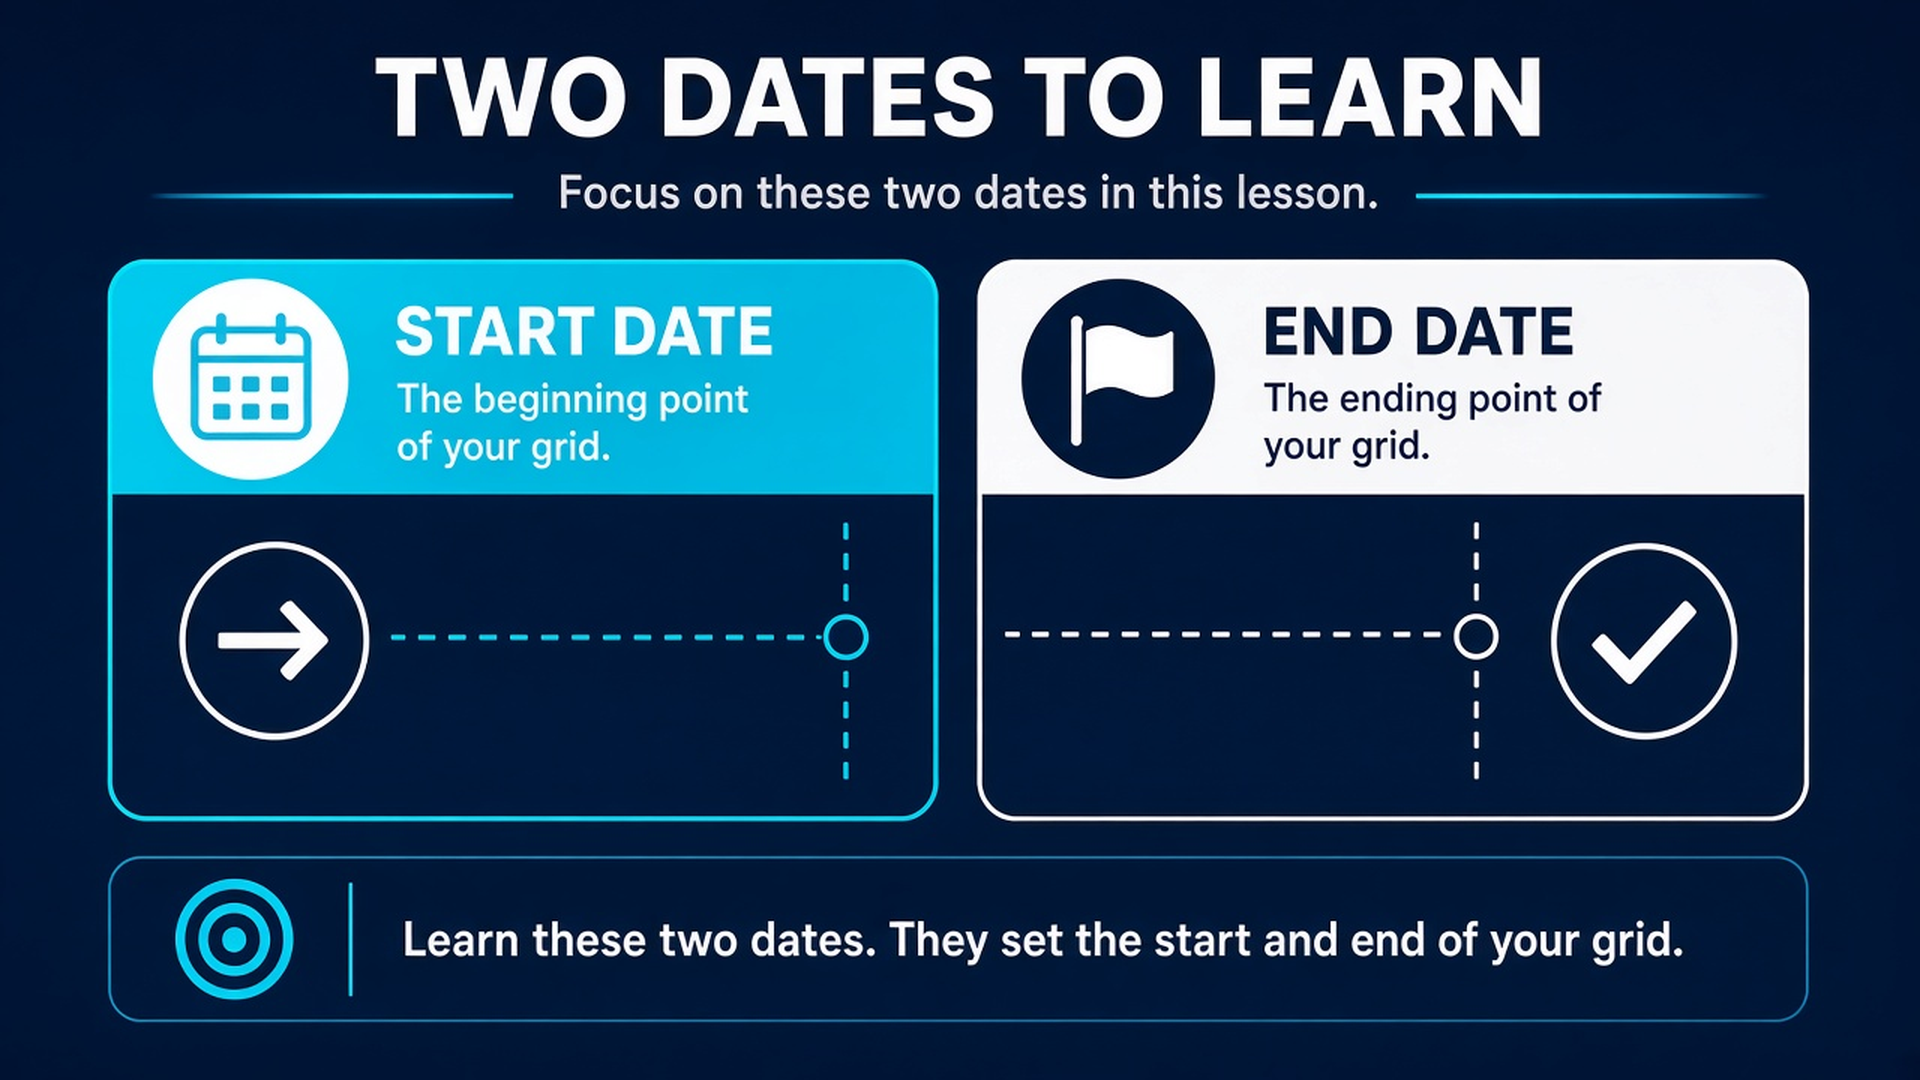 TWO DATES TO LEARN
Focus on these two dates in this lesson.
START DATE
The beginning point
of your grid.
END DATE
The ending point of
your grid.
Learn these two dates. They set the start and end of your grid.